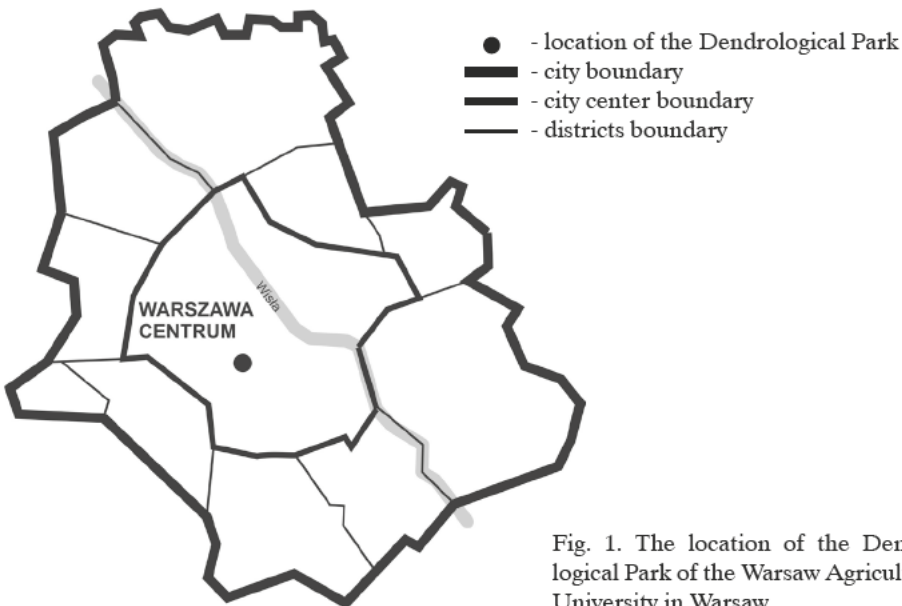 - location of the Dendrological Park
- city boundary
- city center boundary
- districts boundary
Wisła
WARSZAWA
CENTRUM
Fig. 1. The location of the Den
logical Park of the Warsaw Agricul
University in Warsaw